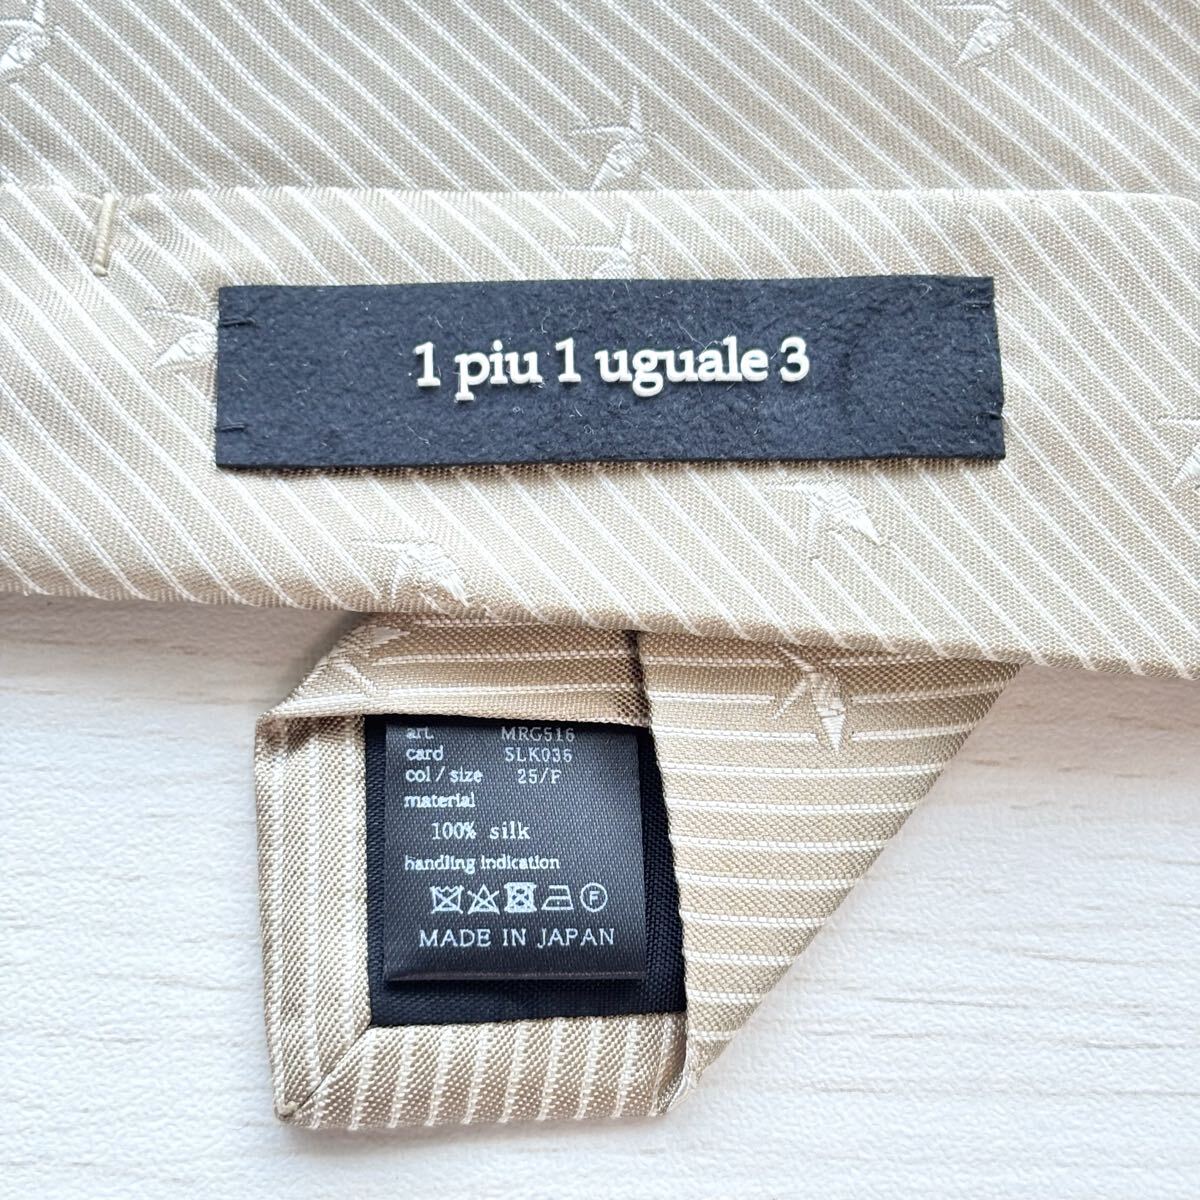 1 piu 1 uguale 3
art. MRG516
card SLK036
col / size 25/F
material
100% silk
handling indication
F
MADE IN JAPAN